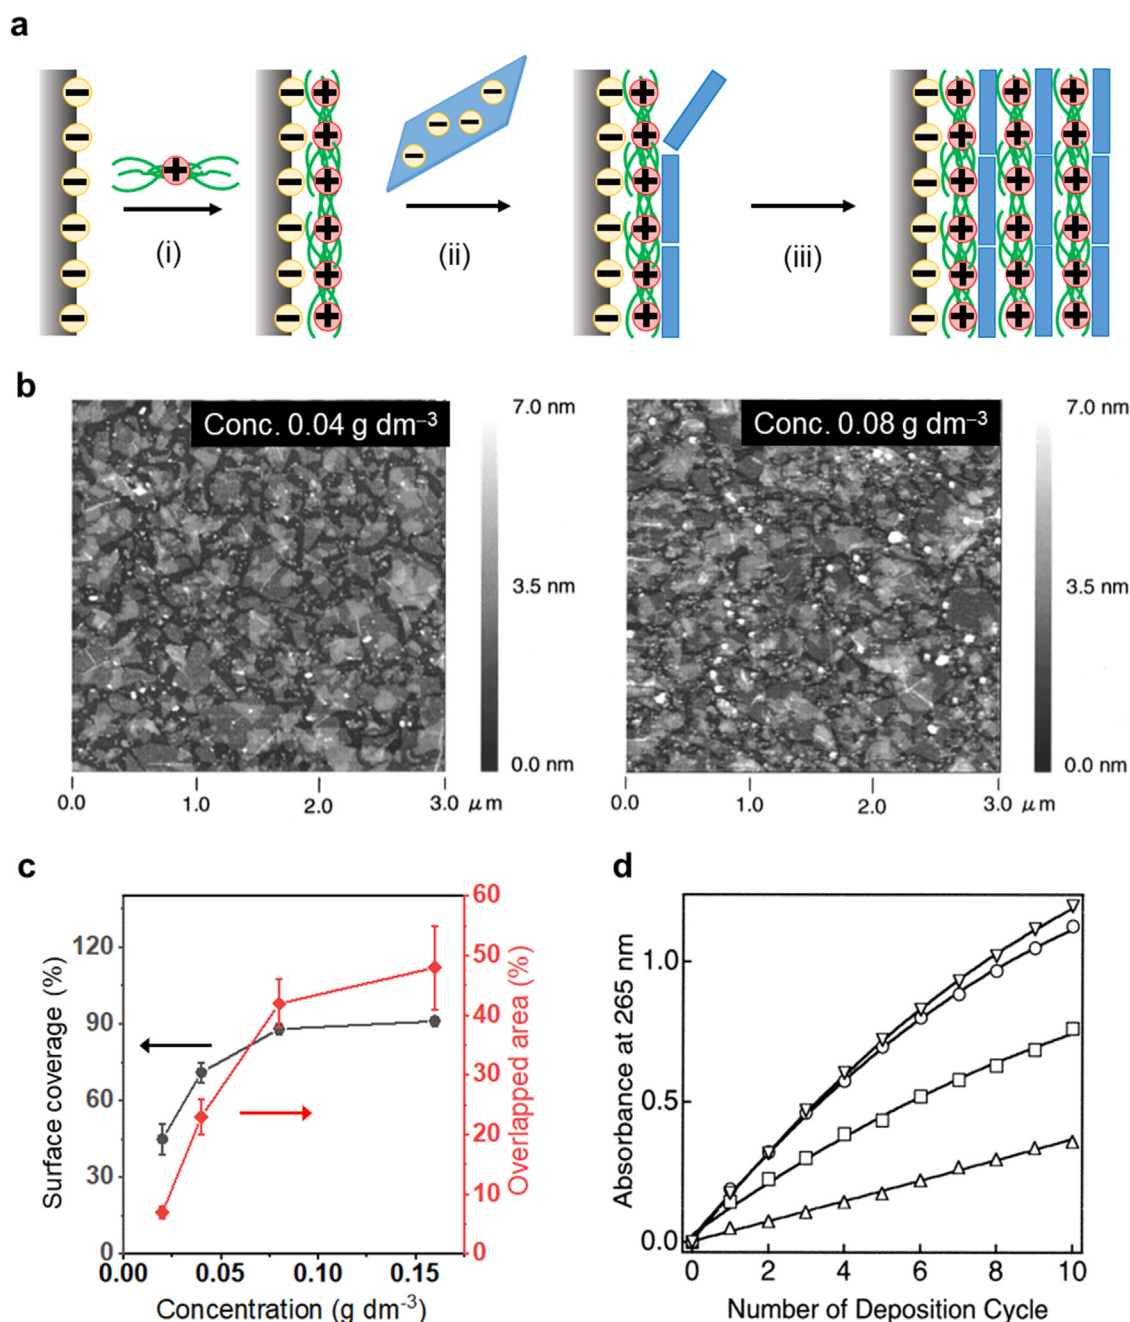 a
(i)
(ii)
(iii)
b
Conc. 0.04 g dm⁻³
7.0 nm
3.5 nm
0.0 nm
0.0 1.0 2.0 3.0 μm
Conc. 0.08 g dm⁻³
7.0 nm
3.5 nm
0.0 nm
0.0 1.0 2.0 3.0 μm
c
Surface coverage (%)
120
90
60
30
0
60
50
40
30
20
10
0
Overlapped area (%)
0.00 0.05 0.10 0.15
Concentration (g dm⁻³)
d
Absorbance at 265 nm
1.0
0.5
0.0
0 2 4 6 8 10
Number of Deposition Cycle